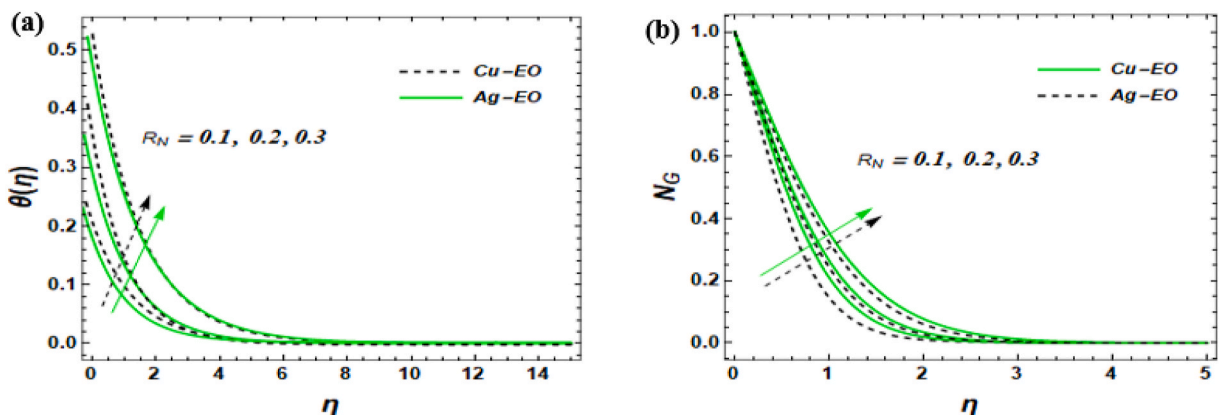 (a)
0.5
0.4
0.3
0.2
0.1
0.0
θ(η)
Cu-EO
Ag-EO
R_N = 0.1, 0.2, 0.3
0 2 4 6 8 10 12 14
η
(b)
1.0
0.8
0.6
0.4
0.2
0.0
N_G
Cu-EO
Ag-EO
R_N = 0.1, 0.2, 0.3
0 1 2 3 4 5
η